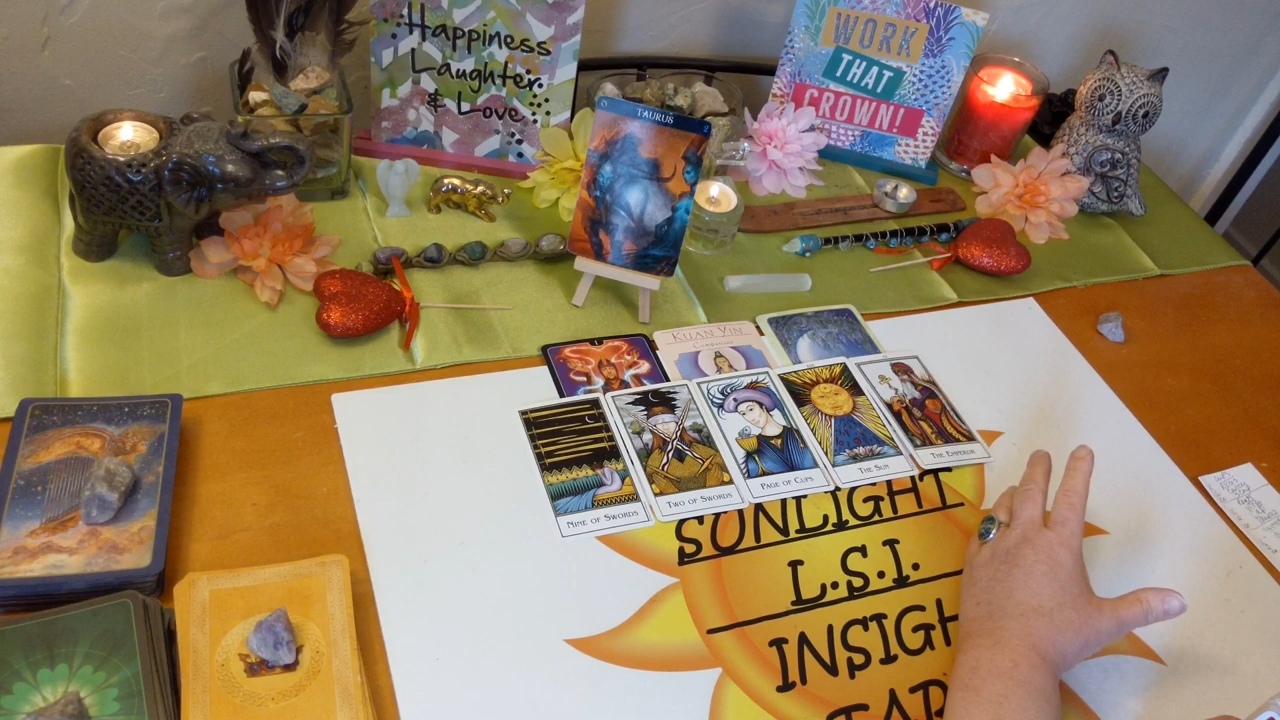 Happiness
Laughter
& Love
WORK
THAT
CROWN!
TAURUS
KUAN YIN
NINE OF SWORDS
TWO OF SWORDS
PAGE OF CUPS
THE SUN
THE EMPEROR
SONLIGHT
L.S.I.
INSIGH
TAR